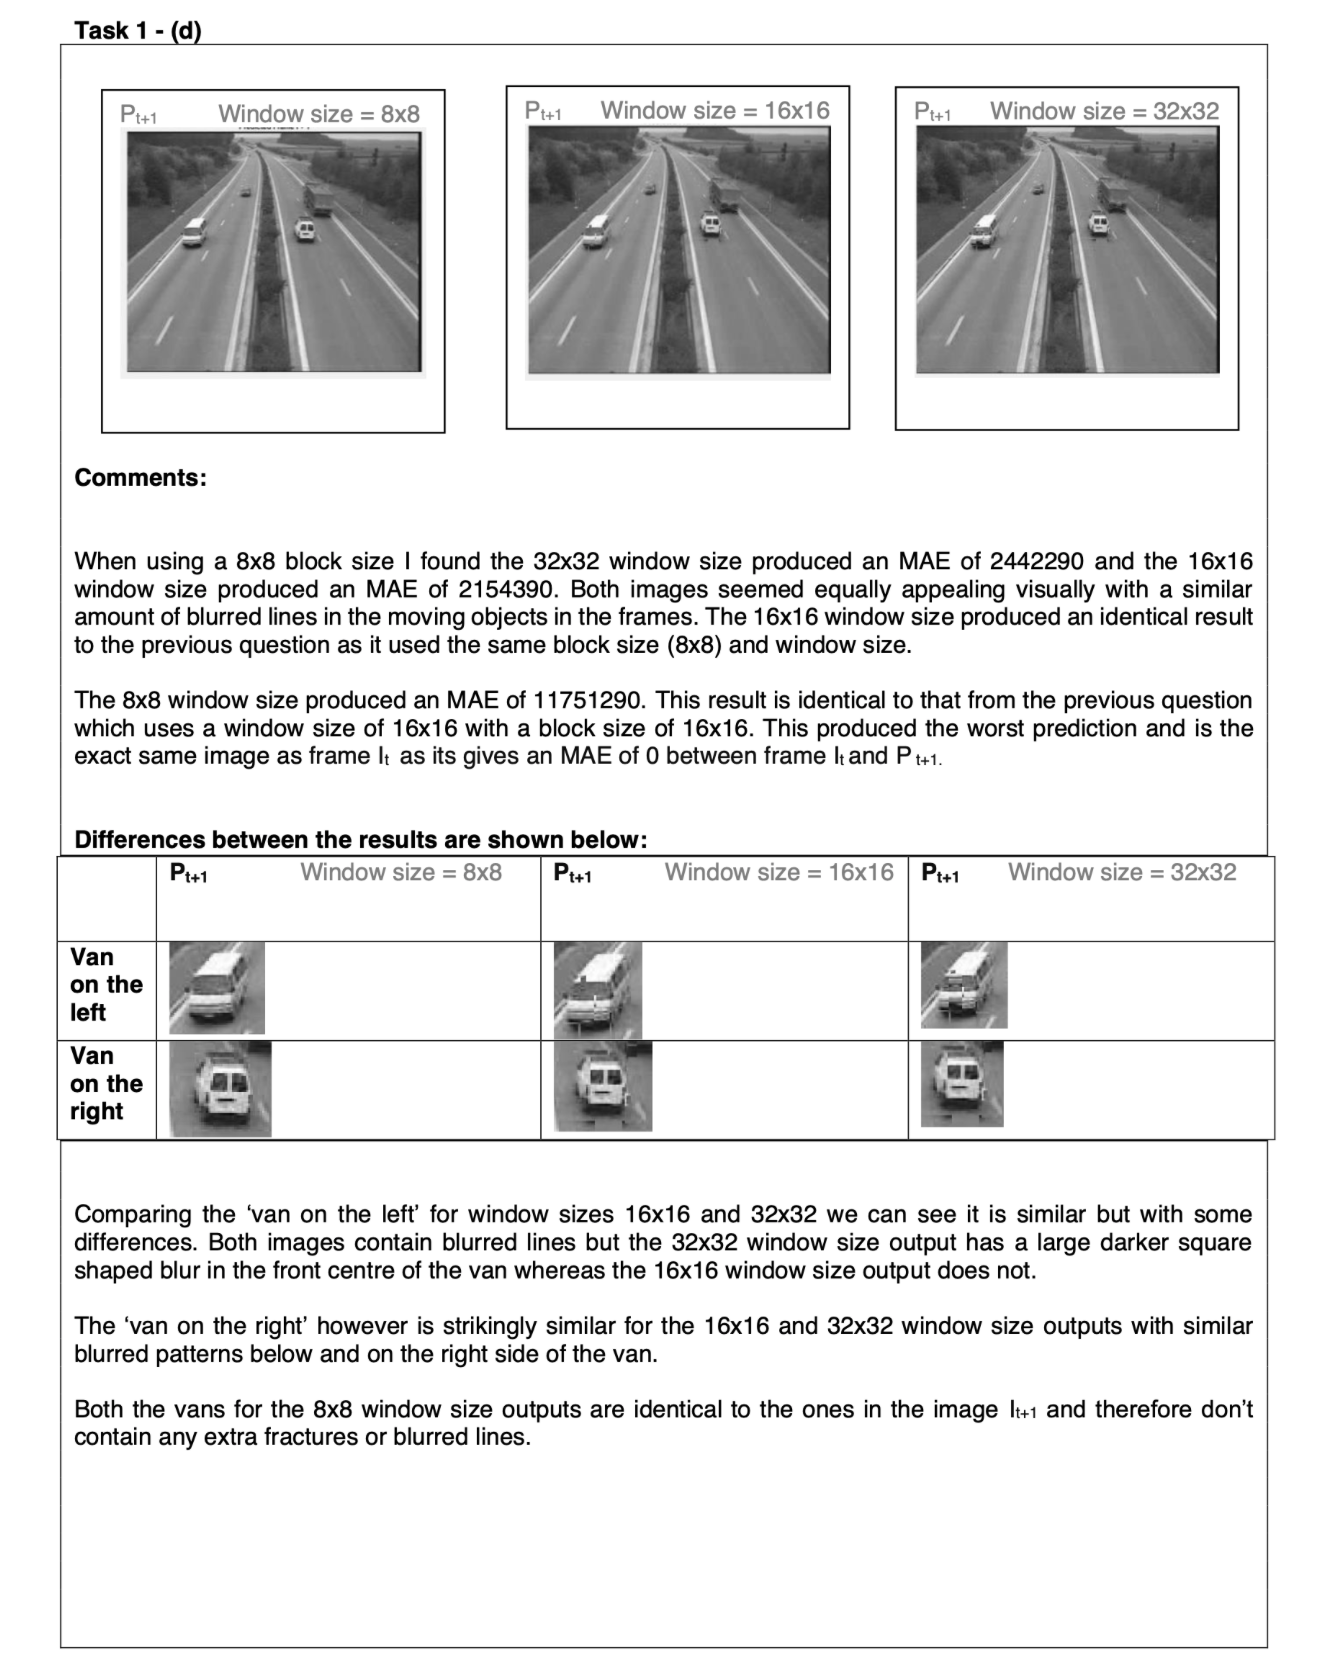 Task 1 - (d)
Pt+1 Window size = 8x8
Pt+1 Window size = 16x16
Pt+1 Window size = 32x32
Comments:
When using a 8x8 block size I found the 32x32 window size produced an MAE of 2442290 and the 16x16
window size produced an MAE of 2154390. Both images seemed equally appealing visually with a similar
amount of blurred lines in the moving objects in the frames. The 16x16 window size produced an identical result
to the previous question as it used the same block size (8x8) and window size.
The 8x8 window size produced an MAE of 11751290. This result is identical to that from the previous question
which uses a window size of 16x16 with a block size of 16x16. This produced the worst prediction and is the
exact same image as frame It as its gives an MAE of 0 between frame It and P t+1.
Differences between the results are shown below:
Pt+1 Window size = 8x8
Pt+1 Window size = 16x16
Pt+1 Window size = 32x32
Van
on the
left
Van
on the
right
Comparing the ‘van on the left’ for window sizes 16x16 and 32x32 we can see it is similar but with some
differences. Both images contain blurred lines but the 32x32 window size output has a large darker square
shaped blur in the front centre of the van whereas the 16x16 window size output does not.
The ‘van on the right’ however is strikingly similar for the 16x16 and 32x32 window size outputs with similar
blurred patterns below and on the right side of the van.
Both the vans for the 8x8 window size outputs are identical to the ones in the image It+1 and therefore don’t
contain any extra fractures or blurred lines.